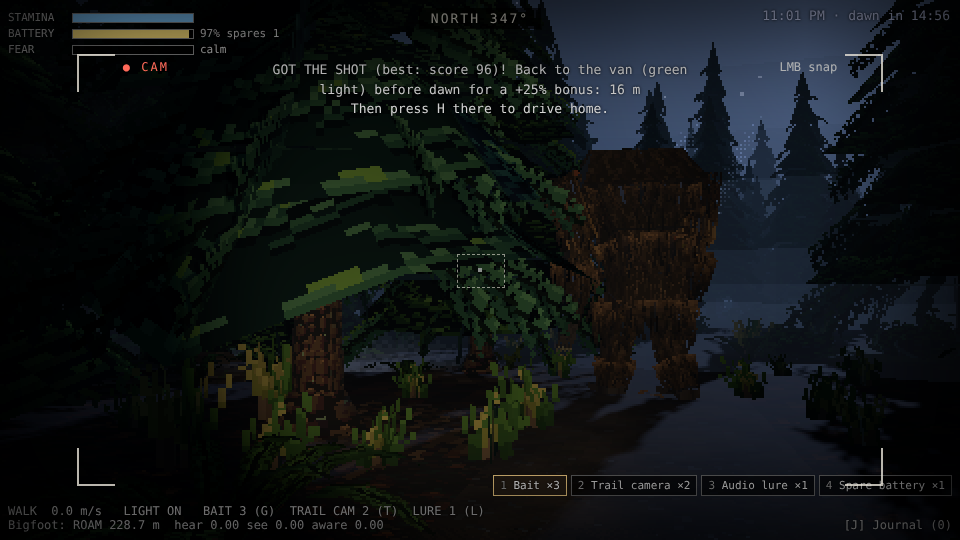 STAMINA
BATTERY 97% spares 1
FEAR calm
NORTH 347°
11:01 PM · dawn in 14:56
● CAM
LMB snap
GOT THE SHOT (best: score 96)! Back to the van (green
light) before dawn for a +25% bonus: 16 m
Then press H there to drive home.
1 Bait ×3 2 Trail camera ×2 3 Audio lure ×1 4 Spare battery ×1
WALK 0.0 m/s LIGHT ON BAIT 3 (G) TRAIL CAM 2 (T) LURE 1 (L)
Bigfoot: ROAM 228.7 m hear 0.00 see 0.00 aware 0.00
[J] Journal (0)